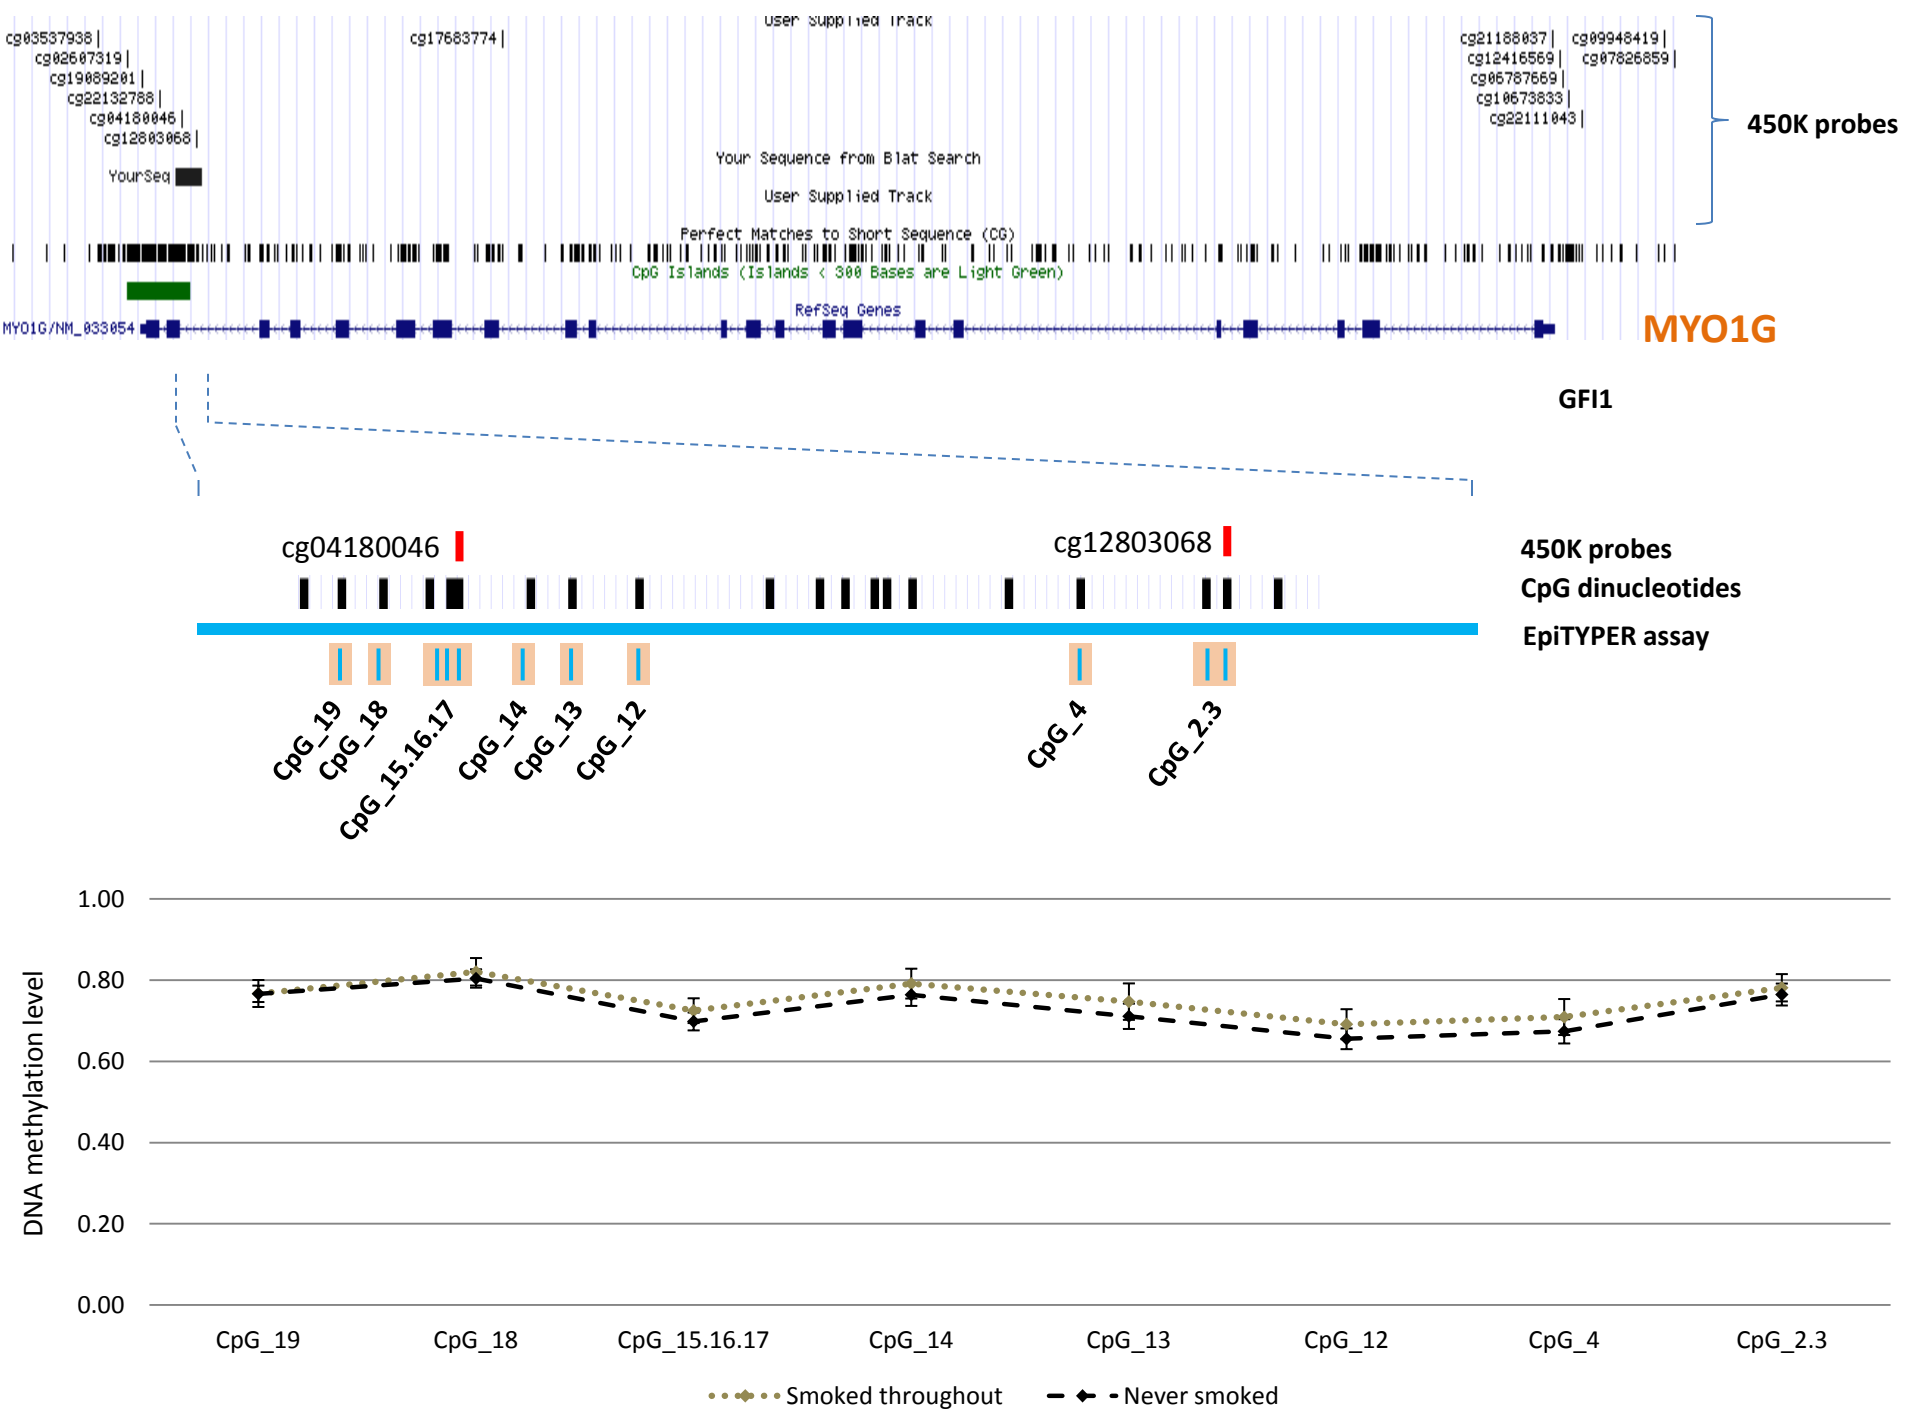 User Supplied Track
cg03537938
cg17683774
cg21188037
cg09948419
cg02607319
cg12416569
cg07826859
cg19089201
cg06787669
cg22132788
cg10673833
cg04180046
cg22111043
450K probes
cg12803068
Your Sequence from Blat Search
YourSeq
User Supplied Track
Perfect Matches to Short Sequence (CG)
CpG Islands (Islands < 300 Bases are Light Green)
RefSeq Genes
MYO1G/NM_033054
MYO1G
GFI1
cg04180046
cg12803068
450K probes
CpG dinucleotides
EpiTYPER assay
CpG_19
CpG_18
CpG_15.16.17
CpG_14
CpG_13
CpG_12
CpG_4
CpG_2.3
DNA methylation level
1.00
0.80
0.60
0.40
0.20
0.00
CpG_19
CpG_18
CpG_15.16.17
CpG_14
CpG_13
CpG_12
CpG_4
CpG_2.3
Smoked throughout
Never smoked